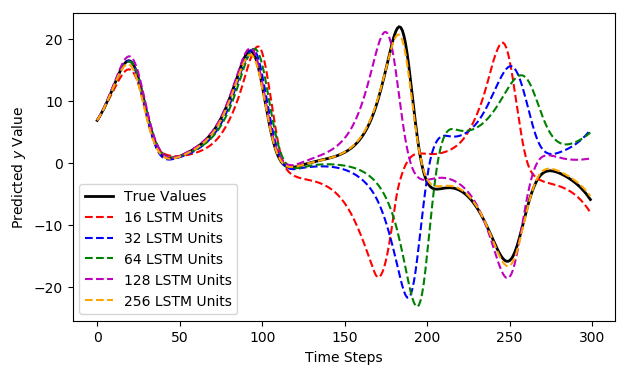 Predicted y Value
20
10
0
−10
−20
True Values
16 LSTM Units
32 LSTM Units
64 LSTM Units
128 LSTM Units
256 LSTM Units
0 50 100 150 200 250 300
Time Steps